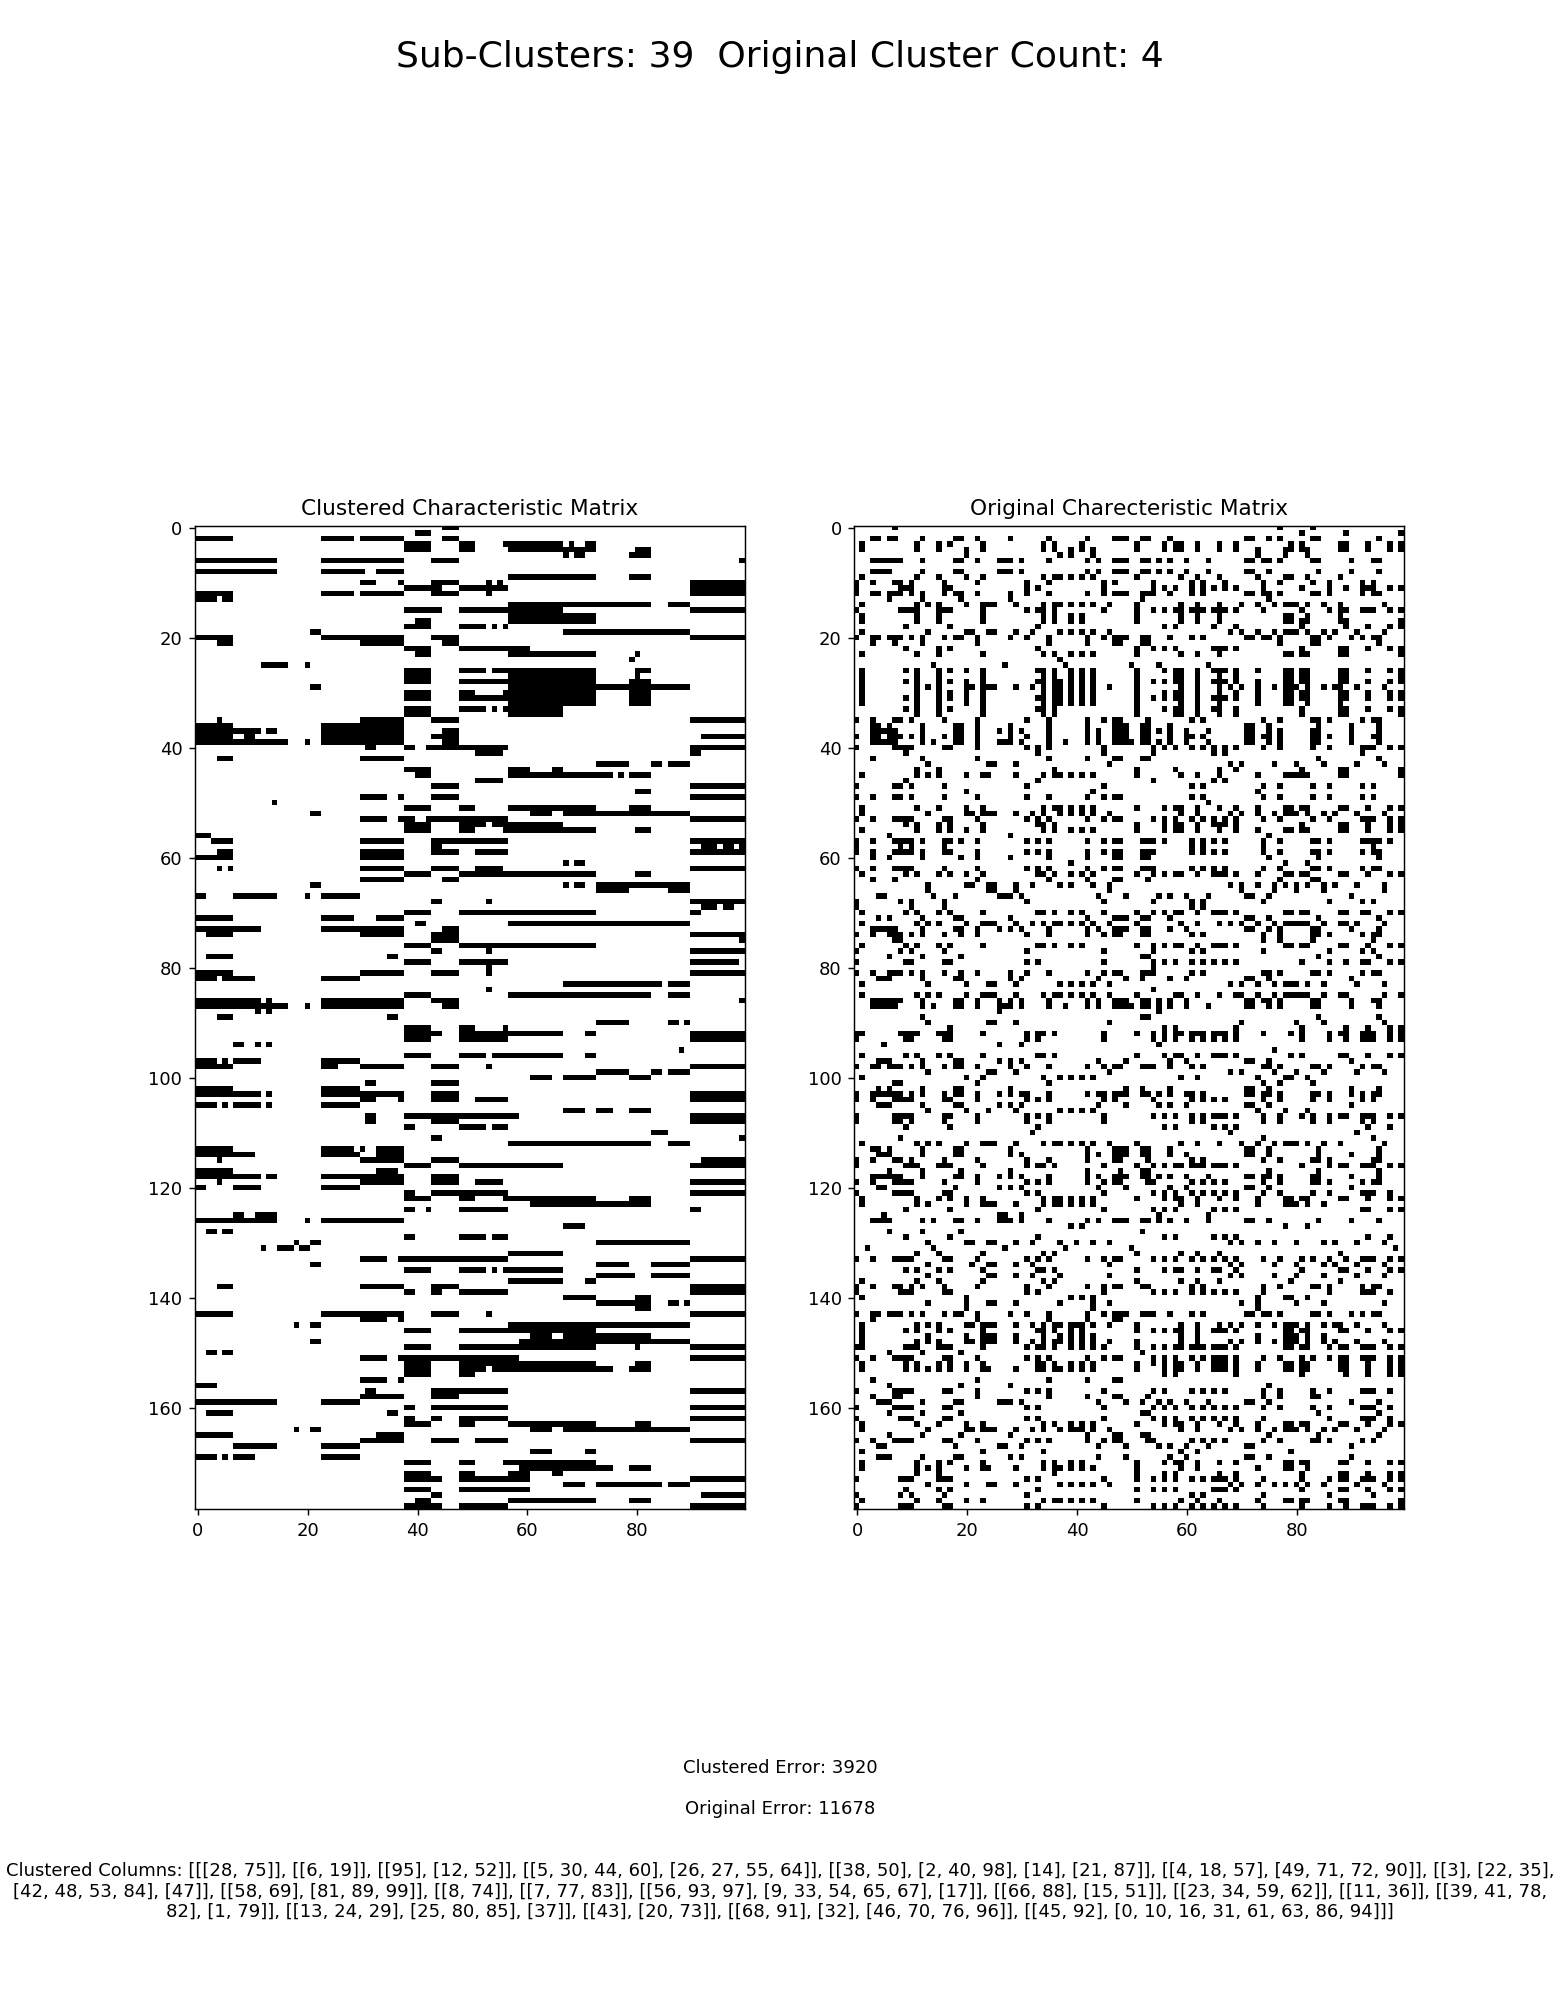 Sub-Clusters: 39  Original Cluster Count: 4
Clustered Characteristic Matrix
Original Charecteristic Matrix
0
20
40
60
80
100
120
140
160
0 20 40 60 80
0
20
40
60
80
100
120
140
160
0 20 40 60 80
Clustered Error: 3920
Original Error: 11678
Clustered Columns: [[[28, 75]], [[6, 19]], [[95], [12, 52]], [[5, 30, 44, 60], [26, 27, 55, 64]], [[38, 50], [2, 40, 98], [14], [21, 87]], [[4, 18, 57], [49, 71, 72, 90]], [[3], [22, 35],
[42, 48, 53, 84], [47]], [[58, 69], [81, 89, 99]], [[8, 74]], [[7, 77, 83]], [[56, 93, 97], [9, 33, 54, 65, 67], [17]], [[66, 88], [15, 51]], [[23, 34, 59, 62]], [[11, 36]], [[39, 41, 78,
82], [1, 79]], [[13, 24, 29], [25, 80, 85], [37]], [[43], [20, 73]], [[68, 91], [32], [46, 70, 76, 96]], [[45, 92], [0, 10, 16, 31, 61, 63, 86, 94]]]